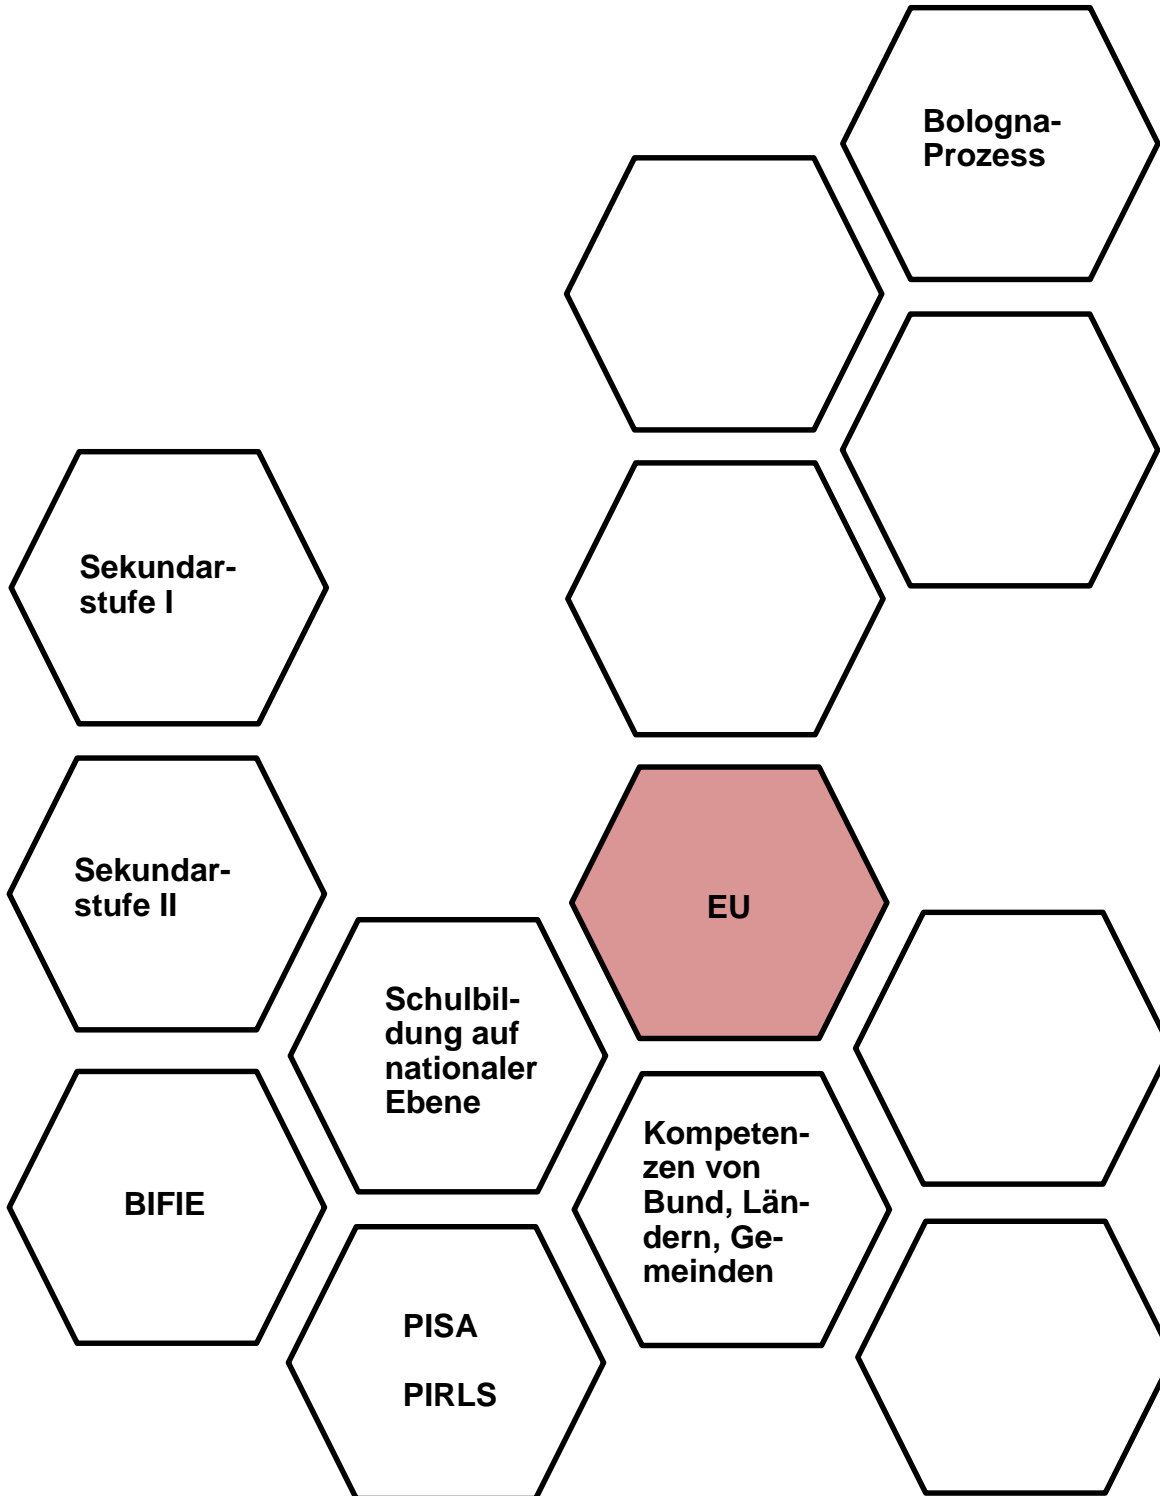 Bologna-
Prozess
Sekundar-
stufe I
Sekundar-
stufe II
EU
Schulbil-
dung auf
nationaler
Ebene
Kompeten-
zen von
Bund, Län-
dern, Ge-
meinden
BIFIE
PISA
PIRLS